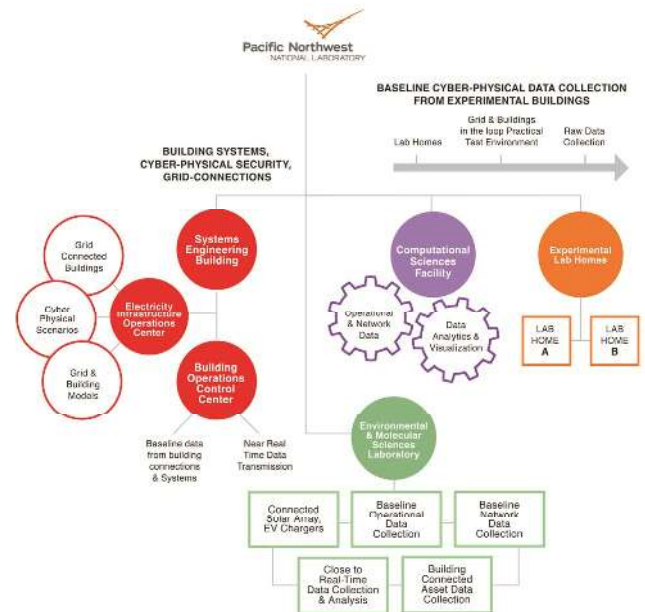 Pacific Northwest
NATIONAL LABORATORY
BASELINE CYBER-PHYSICAL DATA COLLECTION
FROM EXPERIMENTAL BUILDINGS
Lab Homes
Grid & Buildings
in the loop Practical
Test Environment
Raw Data
Collection
BUILDING SYSTEMS,
CYBER-PHYSICAL SECURITY,
GRID-CONNECTIONS
Systems
Engineering
Building
Computational
Sciences
Facility
Experimental
Lab Homes
Grid
Connected
Buildings
Cyber
Physical
Scenarios
Grid &
Building
Models
Electricity
Infrastructure
Operations
Center
Operational
& Network
Data
Data
Analytics &
Visualization
LAB
HOME
A
LAB
HOME
B
Building
Operations
Control
Center
Baseline data
from building
connections
& Systems
Near Real
Time Data
Transmission
Environmental
& Molecular
Sciences
Laboratory
Connected
Solar Array,
EV Chargers
Baseline
Operational
Data
Collection
Baseline
Network
Data
Collection
Close to
Real-Time
Data Collection
& Analysis
Building
Connected
Asset Data
Collection